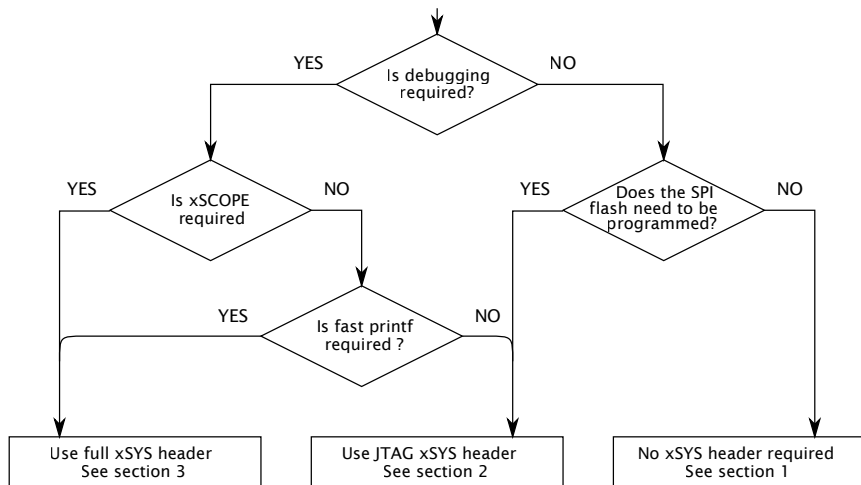 YES
Is debugging
required?
NO
YES
Is xSCOPE
required
NO
YES
Does the SPI
flash need to be
programmed?
NO
YES
Is fast printf
required ?
NO
Use full xSYS header
See section 3
Use JTAG xSYS header
See section 2
No xSYS header required
See section 1